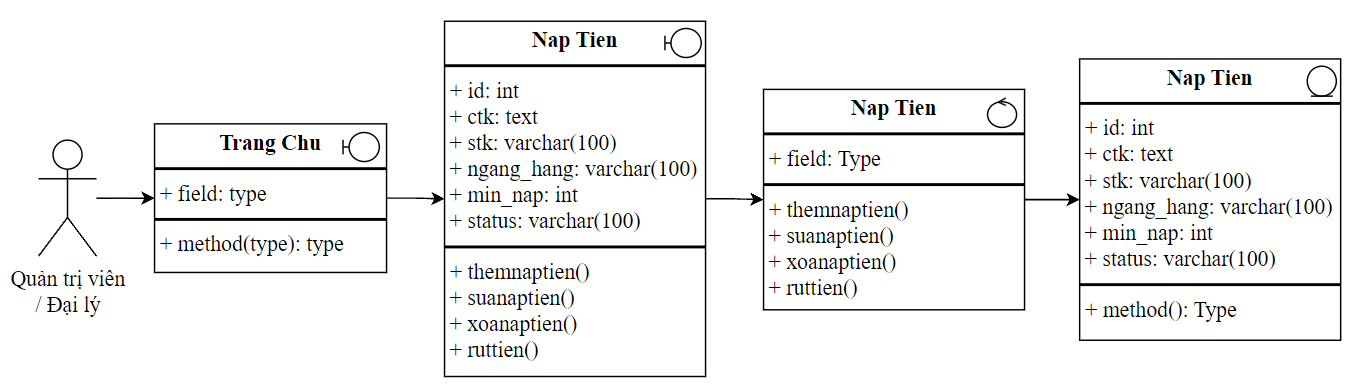 Quản trị viên
/ Đại lý
Trang Chu
+ field: type
+ method(type): type
Nap Tien
+ id: int
+ ctk: text
+ stk: varchar(100)
+ ngang_hang: varchar(100)
+ min_nap: int
+ status: varchar(100)
+ themnaptien()
+ suanaptien()
+ xoanaptien()
+ ruttien()
Nap Tien
+ field: Type
+ themnaptien()
+ suanaptien()
+ xoanaptien()
+ ruttien()
Nap Tien
+ id: int
+ ctk: text
+ stk: varchar(100)
+ ngang_hang: varchar(100)
+ min_nap: int
+ status: varchar(100)
+ method(): Type